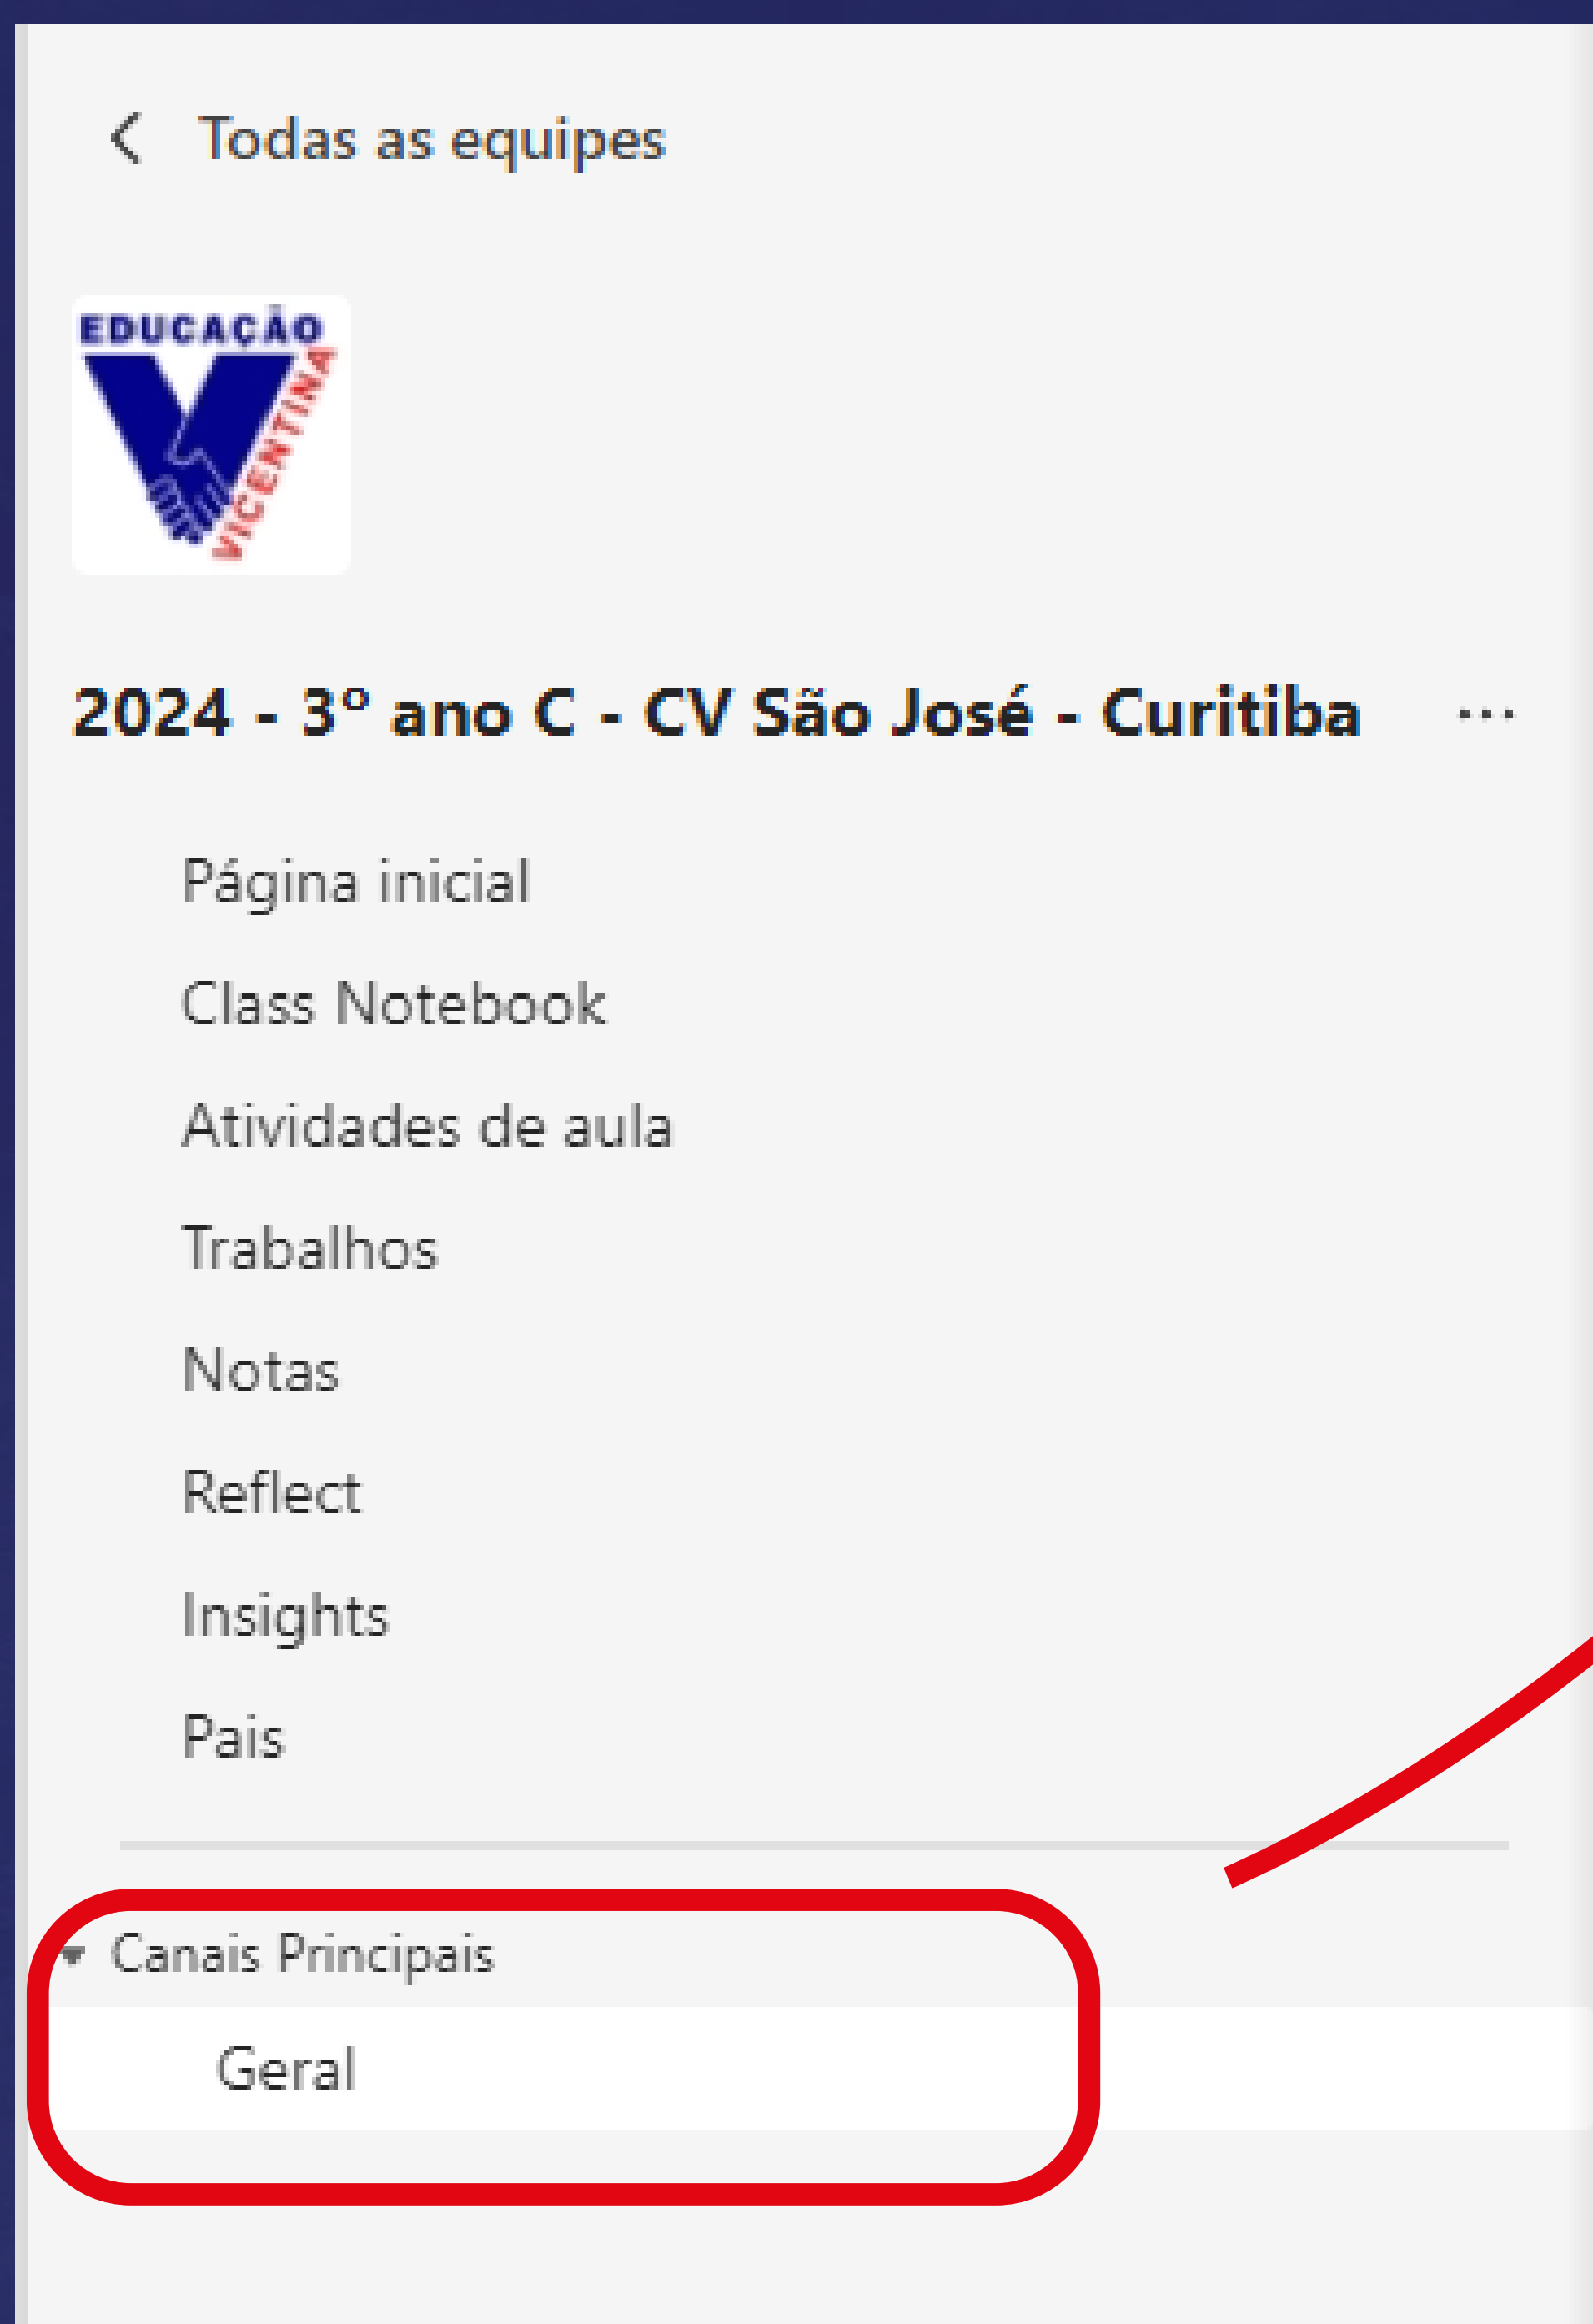 Todas as equipes
EDUCAÇÃO
VICENTINA
2024 - 3º ano C - CV São José - Curitiba ...
Página inicial
Class Notebook
Atividades de aula
Trabalhos
Notas
Reflect
Insights
Pais
Canais Principais
Geral